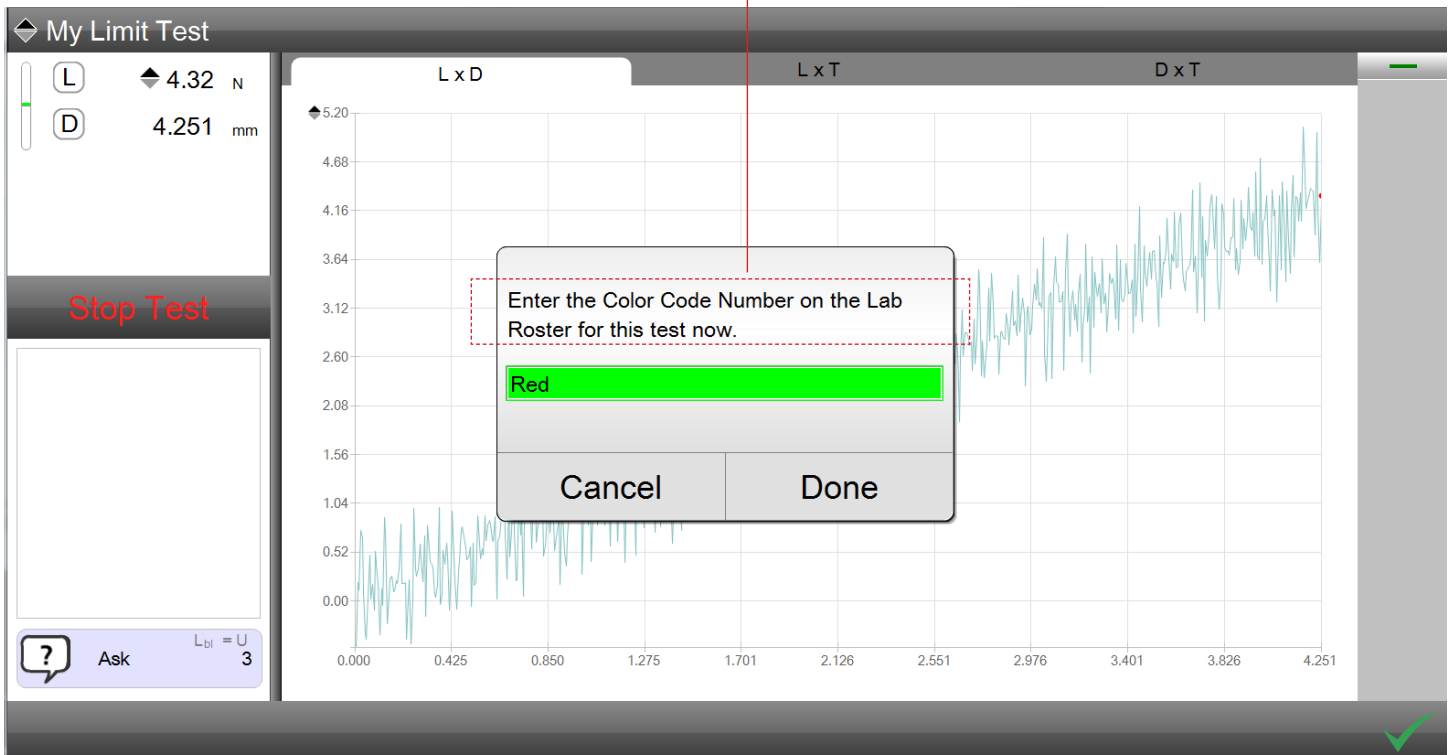 My Limit Test
L 4.32 N
D 4.251 mm
Stop Test
? Ask Lbl = U
3
L x D L x T D x T
5.20
4.68
4.16
3.64
3.12
2.60
2.08
1.56
1.04
0.52
0.00
0.000 0.425 0.850 1.275 1.701 2.126 2.551 2.976 3.401 3.826 4.251
Enter the Color Code Number on the Lab
Roster for this test now.
Red
Cancel Done